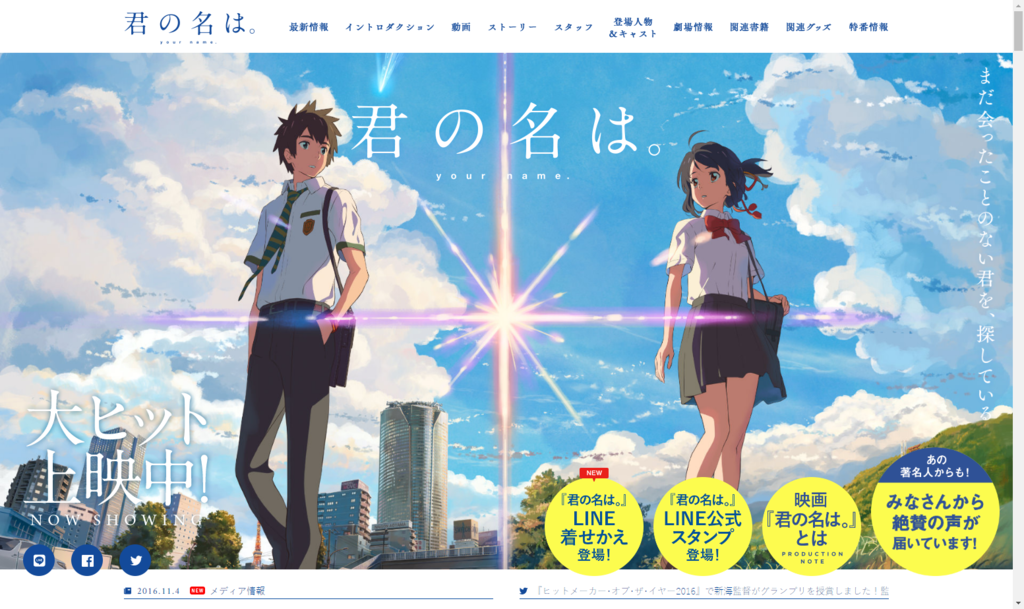 君の名は。
your name.
最新情報
イントロダクション
動画
ストーリー
スタッフ
登場人物
&キャスト
劇場情報
関連書籍
関連グッズ
特番情報
君の名は。
your name.
まだ会ったことのない君を、探している
大ヒット
上映中!
NOW SHOWING
NEW
『君の名は。』
LINE
着せかえ
登場!
『君の名は。』
LINE公式
スタンプ
登場!
映画
『君の名は。』
とは
PRODUCTION
NOTE
あの
著名人からも!
みなさんから
絶賛の声が
届いています!
2016.11.4 NEW メディア情報
『ヒットメーカー・オブ・ザ・イヤー2016』で新海監督がグランプリを授賞しました!監